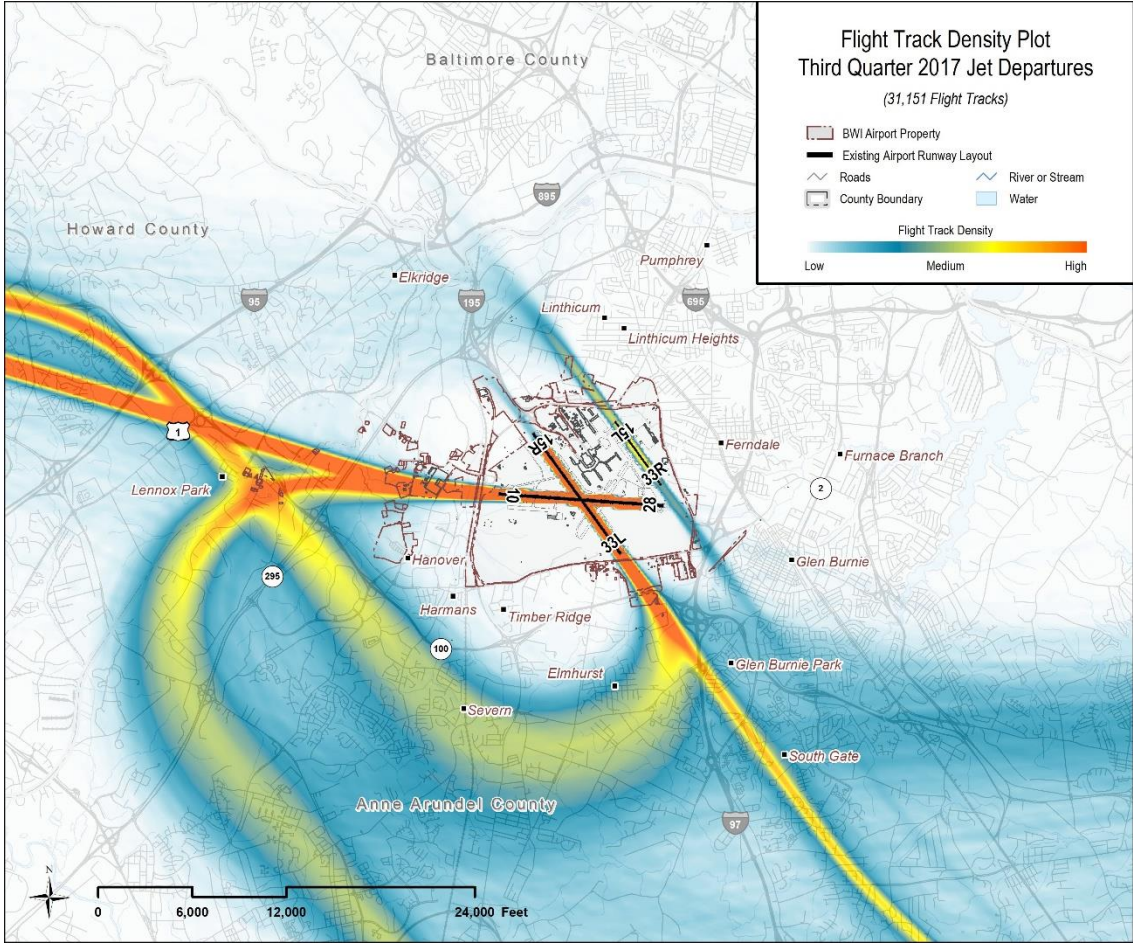 Flight Track Density Plot
Third Quarter 2017 Jet Departures
(31,151 Flight Tracks)
BWI Airport Property
Existing Airport Runway Layout
Roads
River or Stream
County Boundary
Water
Flight Track Density
Low
Medium
High
Baltimore County
895
Howard County
Pumphrey
Elkridge
95
195
695
Linthicum
Linthicum Heights
1
15R
15L
Ferndale
Furnace Branch
33R
Lennox Park
2
10
28
33L
Hanover
Glen Burnie
295
Harmans
Timber Ridge
100
Glen Burnie Park
Elmhurst
Severn
South Gate
Anne Arundel County
97
N
0
6,000
12,000
24,000 Feet